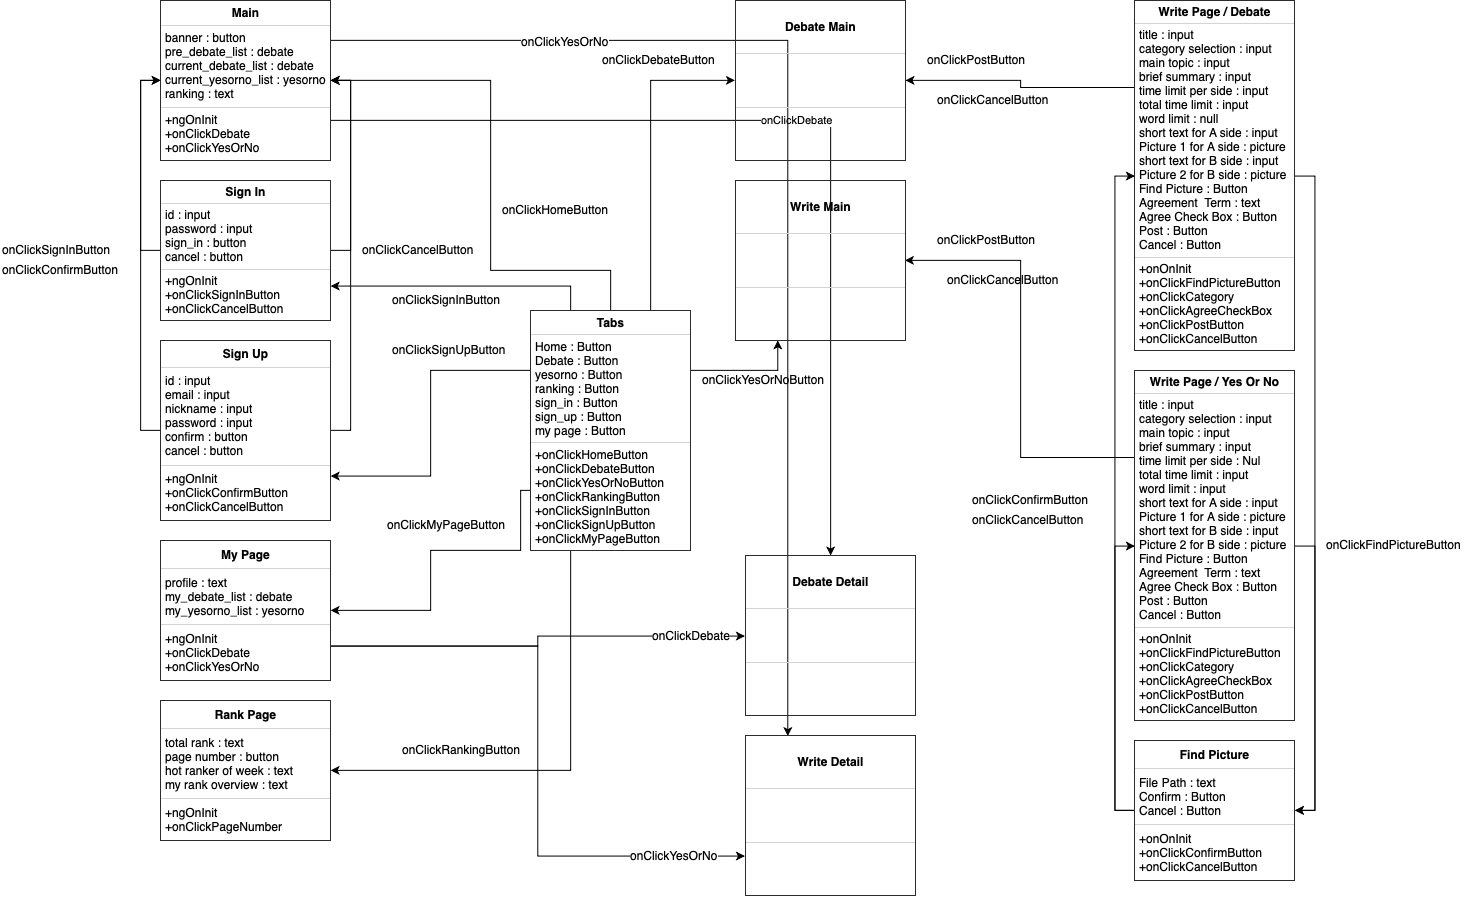 Main
banner : button
pre_debate_list : debate
current_debate_list : debate
current_yesorno_list : yesorno
ranking : text
+ngOnInit
+onClickDebate
+onClickYesOrNo
Sign In
id : input
password : input
sign_in : button
cancel : button
+ngOnInit
+onClickSignInButton
+onClickCancelButton
Sign Up
id : input
email : input
nickname : input
password : input
confirm : button
cancel : button
+ngOnInit
+onClickConfirmButton
+onClickCancelButton
My Page
profile : text
my_debate_list : debate
my_yesorno_list : yesorno
+ngOnInit
+onClickDebate
+onClickYesOrNo
Rank Page
total rank : text
page number : button
hot ranker of week : text
my rank overview : text
+ngOnInit
+onClickPageNumber
onClickSignInButton
onClickConfirmButton
onClickCancelButton
onClickHomeButton
onClickSignInButton
onClickSignUpButton
onClickMyPageButton
onClickRankingButton
onClickYesOrNo
onClickDebateButton
onClickDebate
Tabs
Home : Button
Debate : Button
yesorno : Button
ranking : Button
sign_in : Button
sign_up : Button
my page : Button
+onClickHomeButton
+onClickDebateButton
+onClickYesOrNoButton
+onClickRankingButton
+onClickSignInButton
+onClickSignUpButton
+onClickMyPageButton
onClickYesOrNoButton
onClickDebate
onClickYesOrNo
Debate Main
Write Main
Debate Detail
Write Detail
onClickPostButton
onClickCancelButton
onClickPostButton
onClickCancelButton
onClickConfirmButton
onClickCancelButton
Write Page / Debate
title : input
category selection : input
main topic : input
brief summary : input
time limit per side : input
total time limit : input
word limit : null
short text for A side : input
Picture 1 for A side : picture
short text for B side : input
Picture 2 for B side : picture
Find Picture : Button
Agreement  Term : text
Agree Check Box : Button
Post : Button
Cancel : Button
+onOnInit
+onClickFindPictureButton
+onClickCategory
+onClickAgreeCheckBox
+onClickPostButton
+onClickCancelButton
Write Page / Yes Or No
title : input
category selection : input
main topic : input
brief summary : input
time limit per side : Nul
total time limit : input
word limit : input
short text for A side : input
Picture 1 for A side : picture
short text for B side : input
Picture 2 for B side : picture
Find Picture : Button
Agreement  Term : text
Agree Check Box : Button
Post : Button
Cancel : Button
+onOnInit
+onClickFindPictureButton
+onClickCategory
+onClickAgreeCheckBox
+onClickPostButton
+onClickCancelButton
Find Picture
File Path : text
Confirm : Button
Cancel : Button
+onOnInit
+onClickConfirmButton
+onClickCancelButton
onClickFindPictureButton